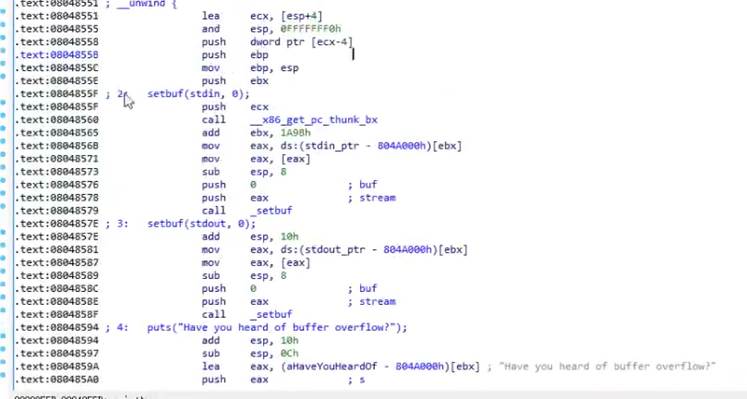 .text:08048551 ; __unwind {
.text:08048551 lea ecx, [esp+4]
.text:08048555 and esp, 0FFFFFFF0h
.text:08048558 push dword ptr [ecx-4]
.text:0804855B push ebp
.text:0804855C mov ebp, esp
.text:0804855E push ebx
.text:0804855F ; 2: setbuf(stdin, 0);
.text:0804855F push ecx
.text:08048560 call __x86_get_pc_thunk_bx
.text:08048565 add ebx, 1A9Bh
.text:0804856B mov eax, ds:(stdin_ptr - 804A000h)[ebx]
.text:08048571 mov eax, [eax]
.text:08048573 sub esp, 8
.text:08048576 push 0 ; buf
.text:08048578 push eax ; stream
.text:08048579 call _setbuf
.text:0804857E ; 3: setbuf(stdout, 0);
.text:0804857E add esp, 10h
.text:08048581 mov eax, ds:(stdout_ptr - 804A000h)[ebx]
.text:08048587 mov eax, [eax]
.text:08048589 sub esp, 8
.text:0804858C push 0 ; buf
.text:0804858E push eax ; stream
.text:0804858F call _setbuf
.text:08048594 ; 4: puts("Have you heard of buffer overflow?");
.text:08048594 add esp, 10h
.text:08048597 sub esp, 0Ch
.text:0804859A lea eax, (aHaveYouHeardOf - 804A000h)[ebx] ; "Have you heard of buffer overflow?"
.text:080485A0 push eax ; s